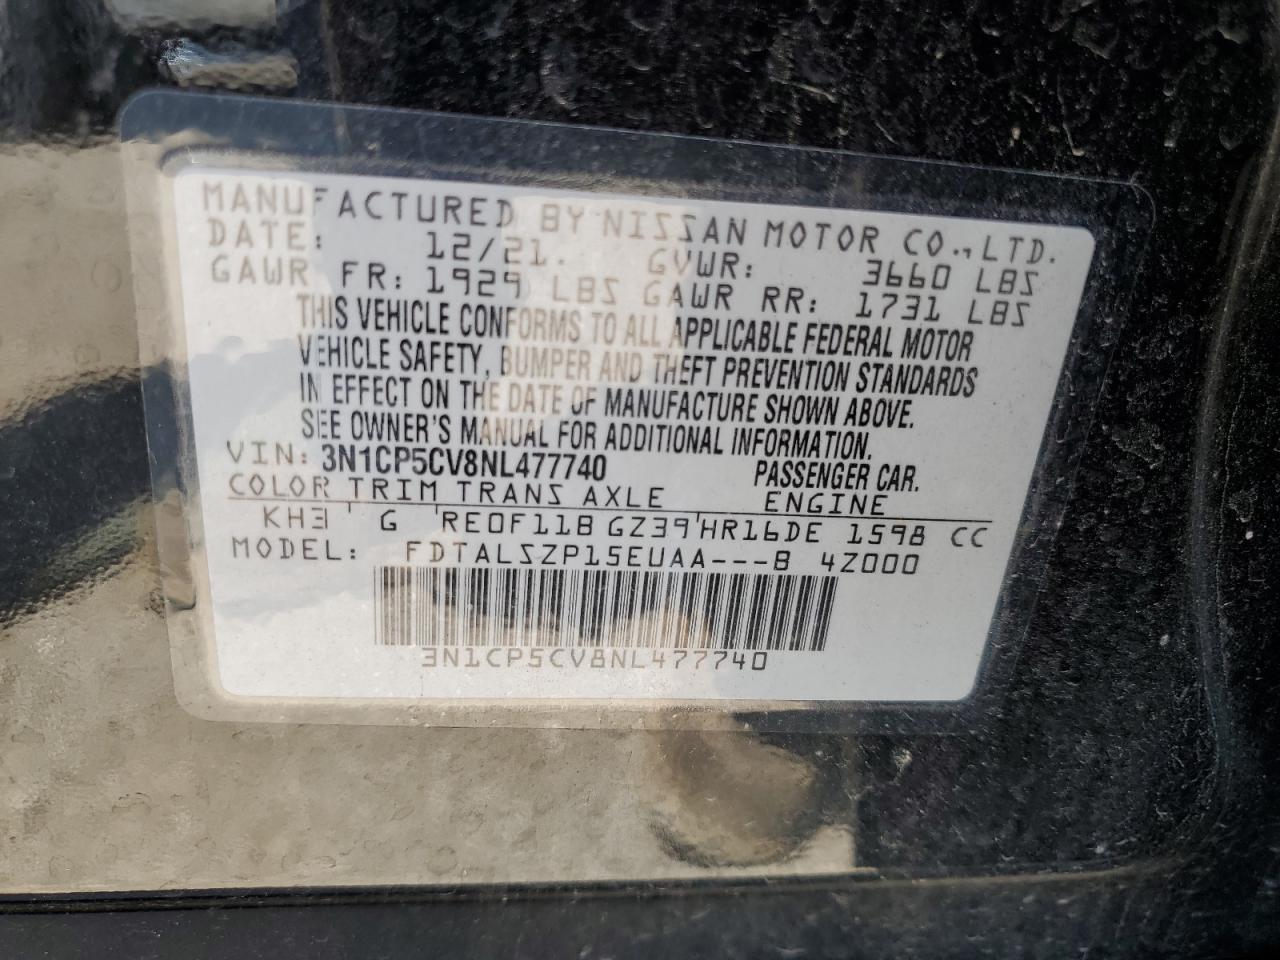 MANUFACTURED BY NISSAN MOTOR CO.,LTD.
DATE: 12/21. GVWR: 3660 LBS
GAWR FR: 1929 LBS GAWR RR: 1731 LBS
THIS VEHICLE CONFORMS TO ALL APPLICABLE FEDERAL MOTOR
VEHICLE SAFETY, BUMPER AND THEFT PREVENTION STANDARDS
IN EFFECT ON THE DATE OF MANUFACTURE SHOWN ABOVE.
SEE OWNER'S MANUAL FOR ADDITIONAL INFORMATION.
VIN: 3N1CP5CV8NL477740 PASSENGER CAR.
COLOR TRIM TRANS AXLE ENGINE
KH3 G RE0F11B GZ39 HR16DE 1598 CC
MODEL: FDTALSZP15EUAA---B 4Z000
3N1CP5CV8NL477740